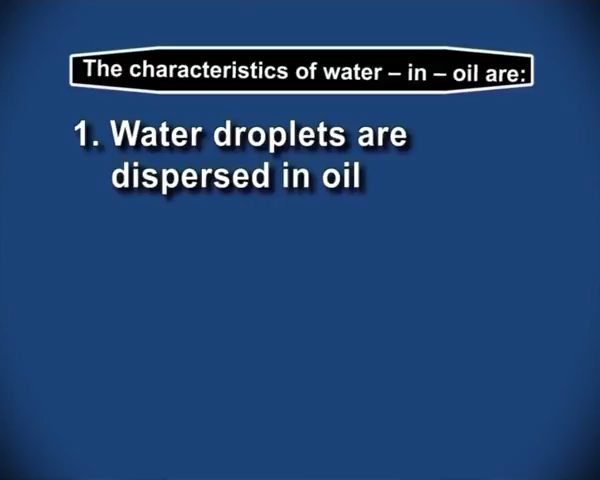 The characteristics of water – in – oil are:
1. Water droplets are
dispersed in oil